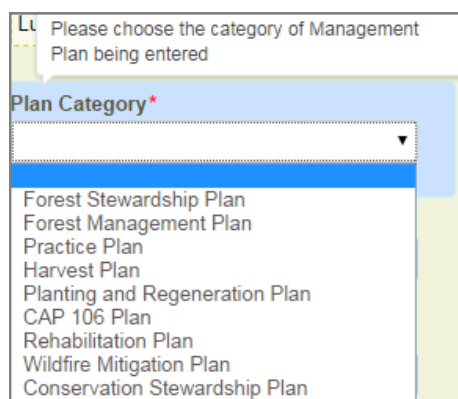 Lu
Please choose the category of Management
Plan being entered
Plan Category*
Forest Stewardship Plan
Forest Management Plan
Practice Plan
Harvest Plan
Planting and Regeneration Plan
CAP 106 Plan
Rehabilitation Plan
Wildfire Mitigation Plan
Conservation Stewardship Plan